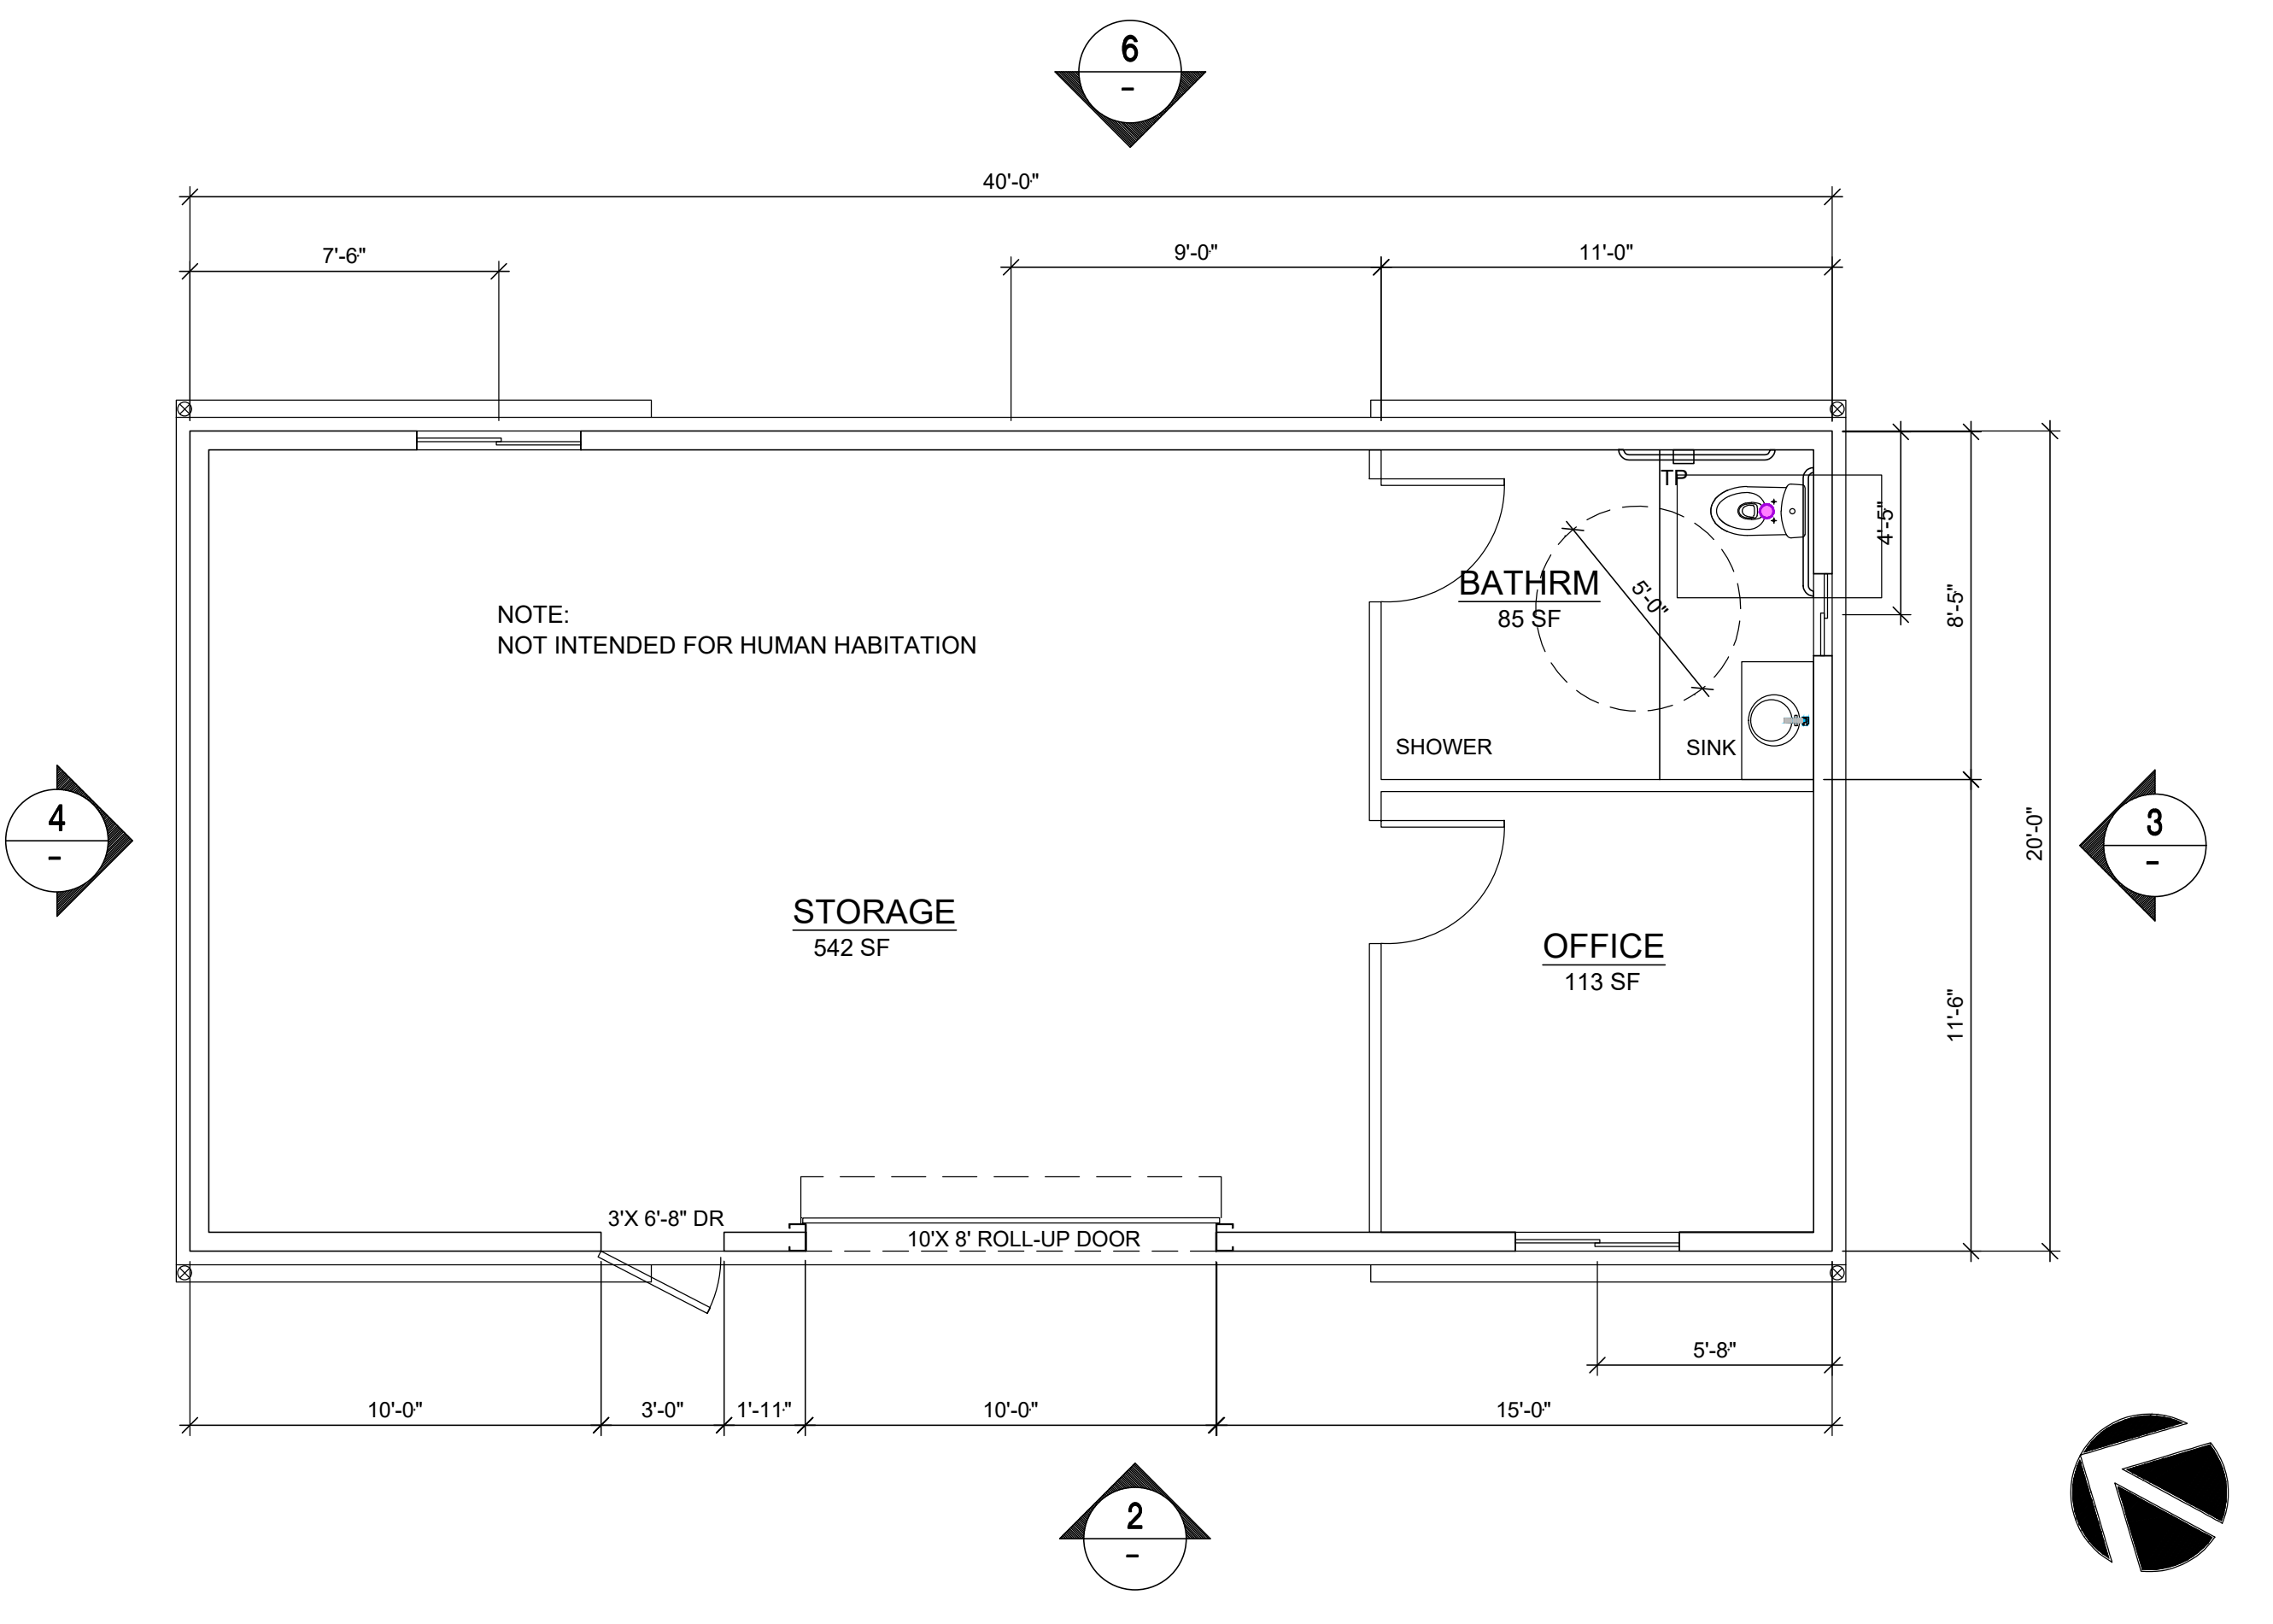 6
-
40'-0"
7'-6"
9'-0"
11'-0"
TP
4'-5"
BATHRM
85 SF
5'-0"
8'-5"
NOTE:
NOT INTENDED FOR HUMAN HABITATION
SHOWER
SINK
4
-
3
-
20'-0"
STORAGE
542 SF
OFFICE
113 SF
11'-6"
3'X 6'-8" DR
10'X 8' ROLL-UP DOOR
5'-8"
10'-0"
3'-0"
1'-11"
10'-0"
15'-0"
2
-